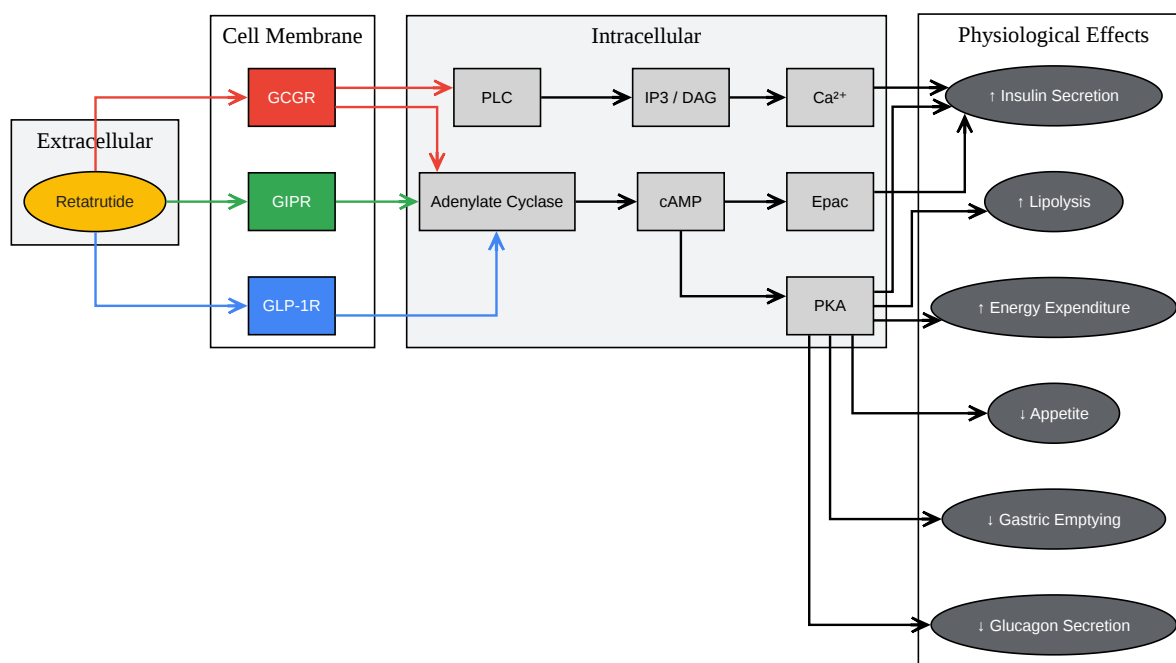 Cell Membrane
Intracellular
Physiological Effects
GCGR
PLC
IP3 / DAG
Ca²⁺
↑ Insulin Secretion
Extracellular
Retatrutide
GIPR
Adenylate Cyclase
cAMP
Epac
↑ Lipolysis
GLP-1R
PKA
↑ Energy Expenditure
↓ Appetite
↓ Gastric Emptying
↓ Glucagon Secretion